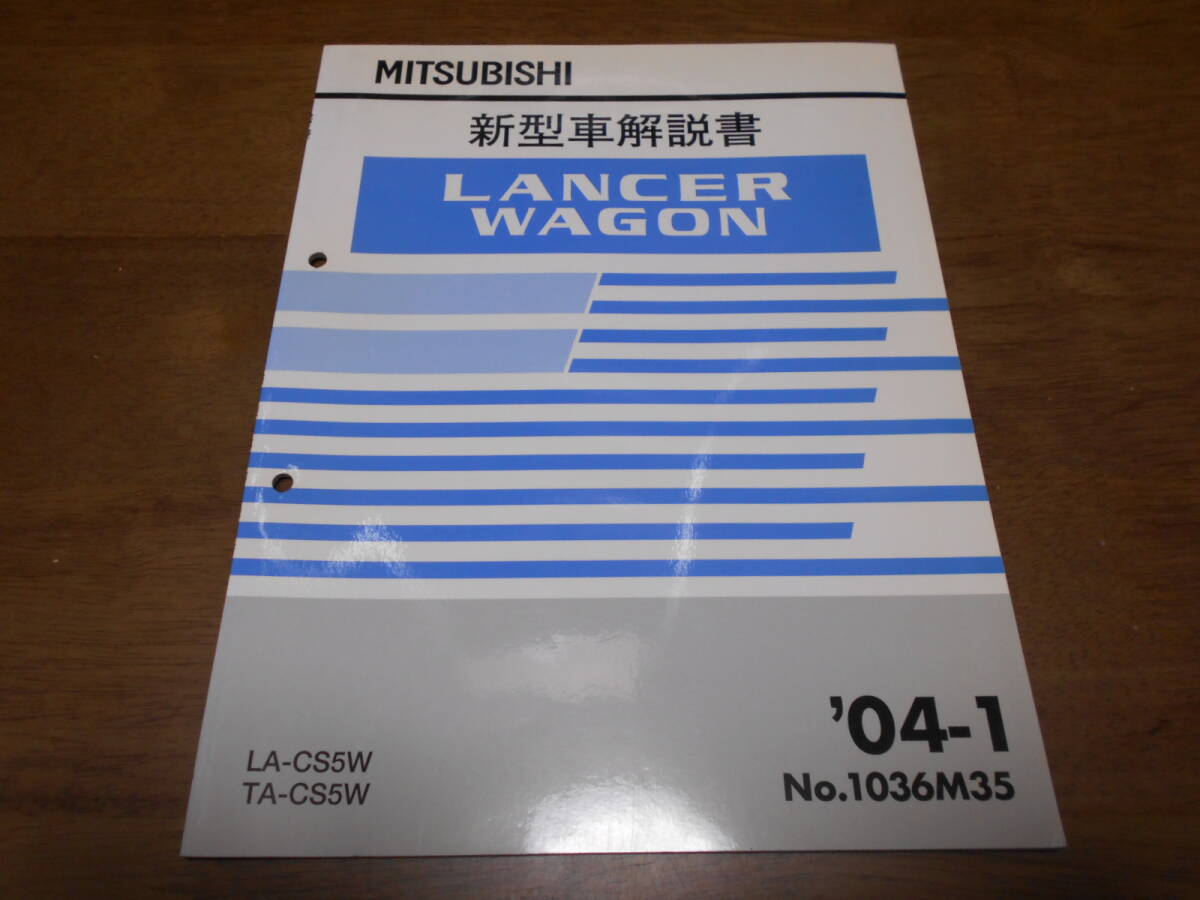 MITSUBISHI
新型車解説書
LANCER
WAGON
'04-1
LA-CS5W
TA-CS5W
No.1036M35